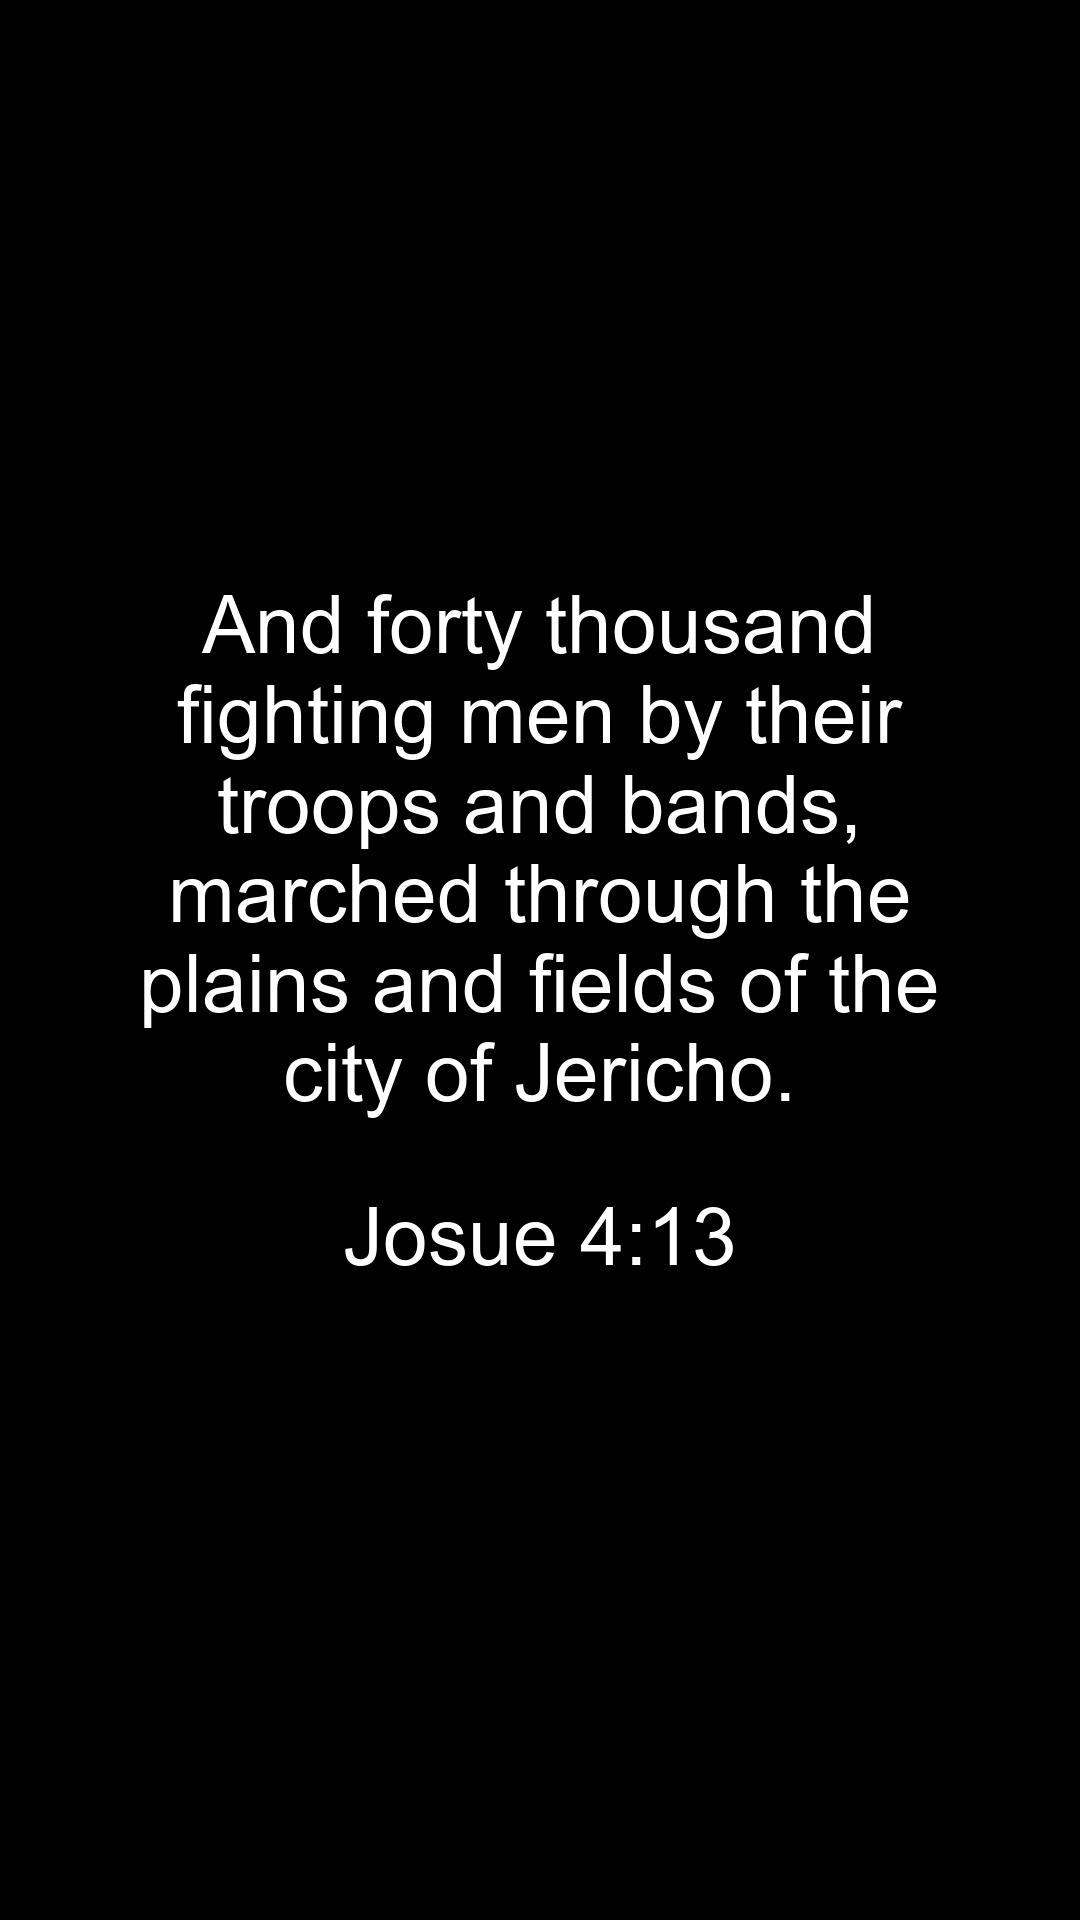 And forty thousand
fighting men by their
troops and bands,
marched through the
plains and fields of the
city of Jericho.
Josue 4:13